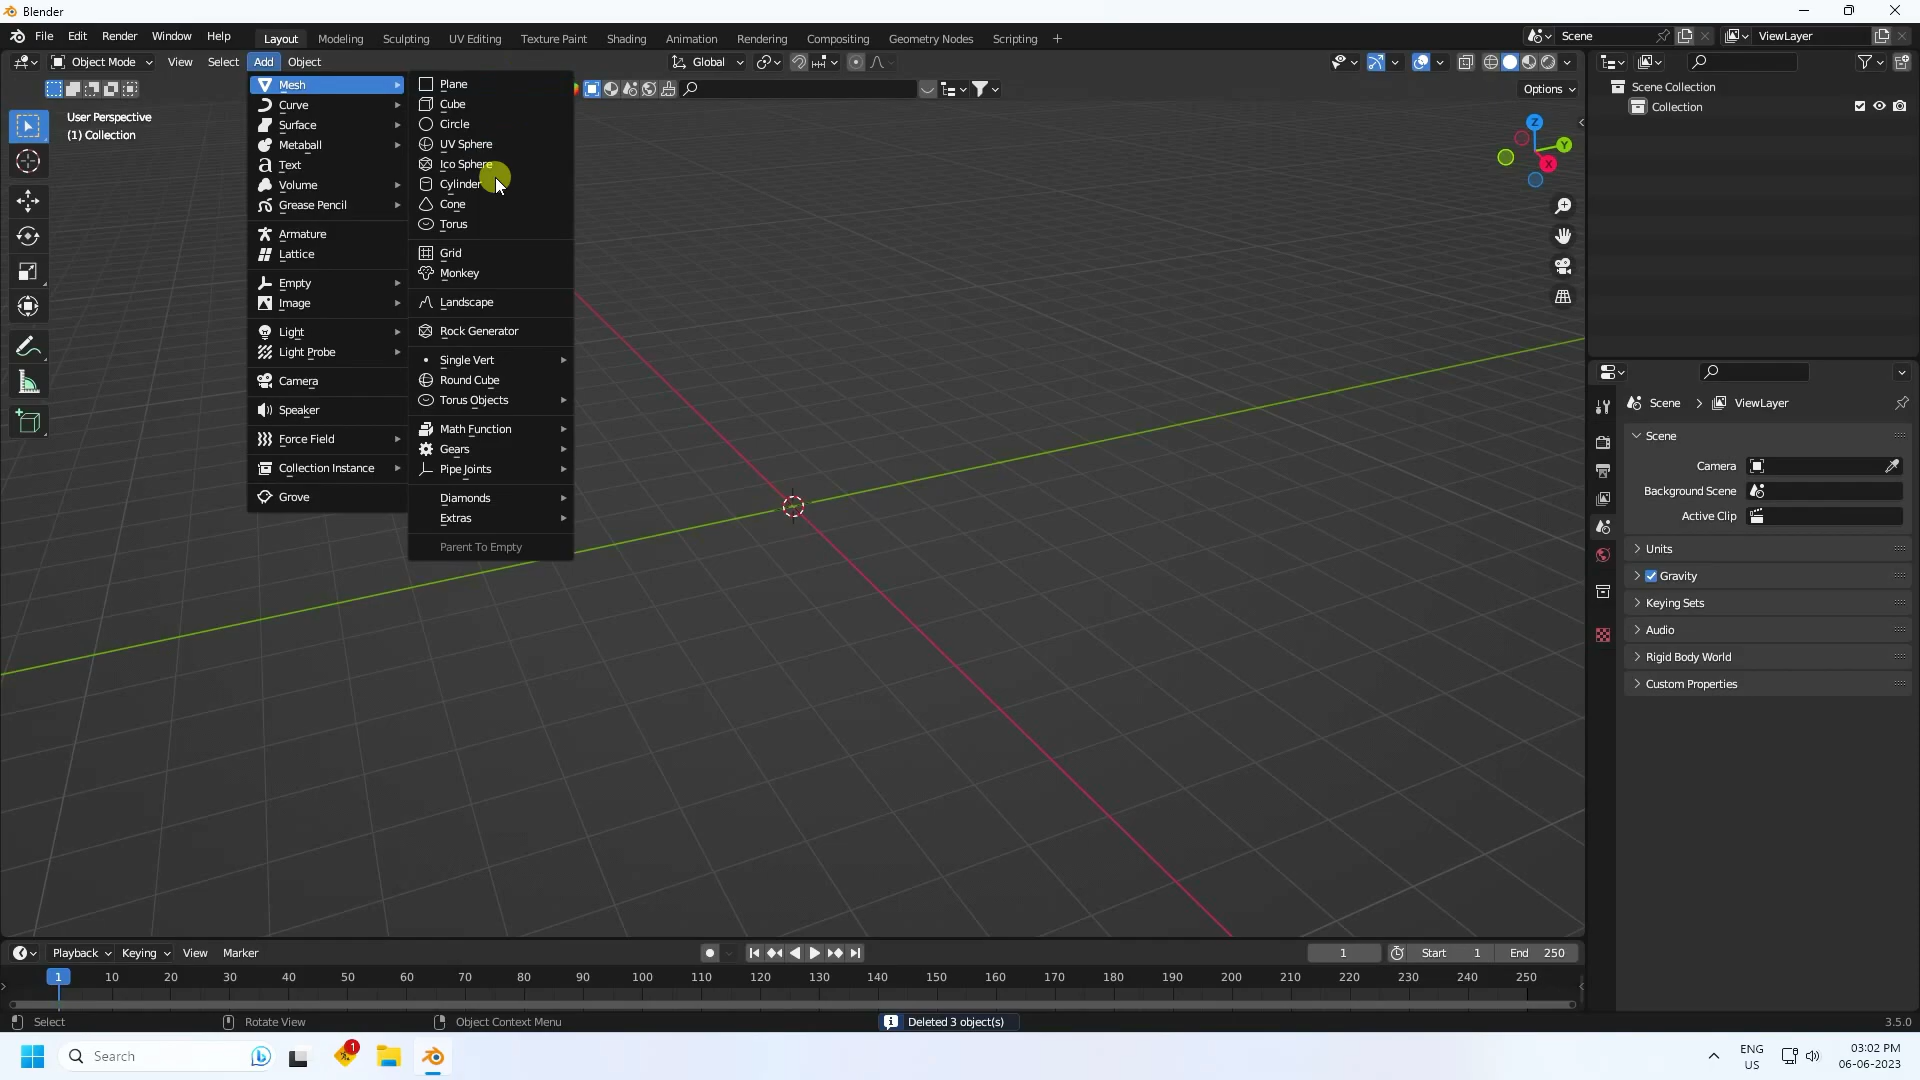 Blender
File Edit Render Window Help Layout Modeling Sculpting UV Editing Texture Paint Shading Animation Rendering Compositing Geometry Nodes Scripting + Scene ViewLayer
Object Mode View Select Add Object Global
Options
User Perspective
(1) Collection
Mesh
Curve
Surface
Metaball
Text
Volume
Grease Pencil
Armature
Lattice
Empty
Image
Light
Light Probe
Camera
Speaker
Force Field
Collection Instance
Grove
Plane
Cube
Circle
UV Sphere
Ico Sphere
Cylinder
Cone
Torus
Grid
Monkey
Landscape
Rock Generator
Single Vert
Round Cube
Torus Objects
Math Function
Gears
Pipe Joints
Diamonds
Extras
Parent To Empty
Z
Y
X
Scene Collection
Collection
Scene > ViewLayer
Scene
Camera
Background Scene
Active Clip
Units
Gravity
Keying Sets
Audio
Rigid Body World
Custom Properties
Playback Keying View Marker 1 Start 1 End 250
1 10 20 30 40 50 60 70 80 90 100 110 120 130 140 150 160 170 180 190 200 210 220 230 240 250
Select Rotate View Object Context Menu Deleted 3 object(s) 3.5.0
Search 1 ENG US 03:02 PM
06-06-2023